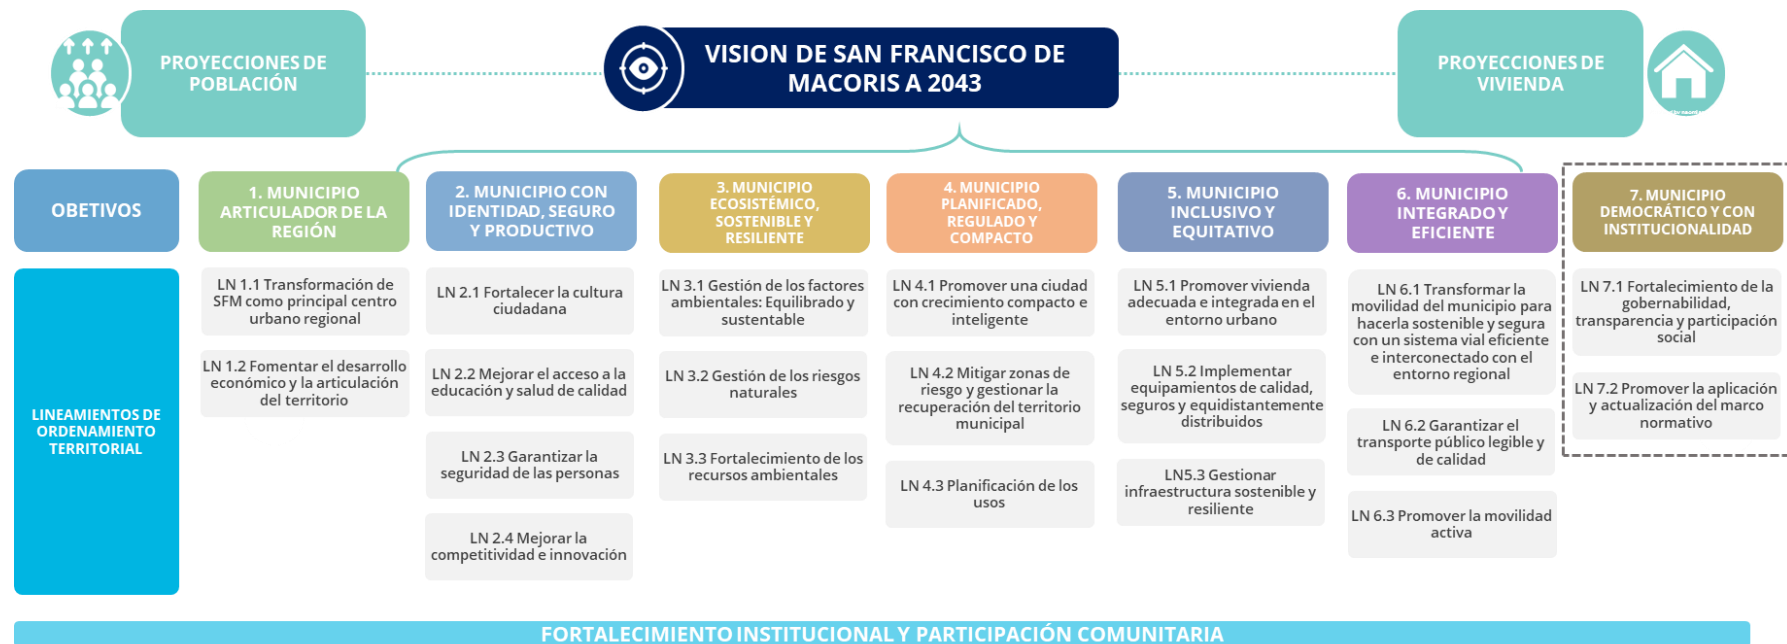 PROYECCIONES DE
POBLACIÓN
VISION DE SAN FRANCISCO DE
MACORIS A 2043
PROYECCIONES DE
VIVIENDA
OBETIVOS
1. MUNICIPIO
ARTICULADOR DE LA
REGIÓN
2. MUNICIPIO CON
IDENTIDAD, SEGURO
Y PRODUCTIVO
3. MUNICIPIO
ECOSISTÉMICO,
SOSTENIBLE Y
RESILIENTE
4. MUNICIPIO
PLANIFICADO,
REGULADO Y
COMPACTO
5. MUNICIPIO
INCLUSIVO Y
EQUITATIVO
6. MUNICIPIO
INTEGRADO Y
EFICIENTE
7. MUNICIPIO
DEMOCRÁTICO Y CON
INSTITUCIONALIDAD
LINEAMIENTOS DE
ORDENAMIENTO
TERRITORIAL
LN 1.1 Transformación de
SFM como principal centro
urbano regional
LN 1.2 Fomentar el desarrollo
económico y la articulación
del territorio
LN 2.1 Fortalecer la cultura
ciudadana
LN 2.2 Mejorar el acceso a la
educación y salud de calidad
LN 2.3 Garantizar la
seguridad de las personas
LN 2.4 Mejorar la
competitividad e innovación
LN 3.1 Gestión de los factores
ambientales: Equilibrado y
sustentable
LN 3.2 Gestión de los riesgos
naturales
LN 3.3 Fortalecimiento de los
recursos ambientales
LN 4.1 Promover una ciudad
con crecimiento compacto e
inteligente
LN 4.2 Mitigar zonas de
riesgo y gestionar la
recuperación del territorio
municipal
LN 4.3 Planificación de los
usos
LN 5.1 Promover vivienda
adecuada e integrada en el
entorno urbano
LN 5.2 Implementar
equipamientos de calidad,
seguros y equidistantemente
distribuidos
LN5.3 Gestionar
infraestructura sostenible y
resiliente
LN 6.1 Transformar la
movilidad del municipio para
hacerla sostenible y segura
con un sistema vial eficiente
e interconectado con el
entorno regional
LN 6.2 Garantizar el
transporte público legible y
de calidad
LN 6.3 Promover la movilidad
activa
LN 7.1 Fortalecimiento de la
gobernabilidad,
transparencia y participación
social
LN 7.2 Promover la aplicación
y actualización del marco
normativo
FORTALECIMIENTO INSTITUCIONAL Y PARTICIPACIÓN COMUNITARIA